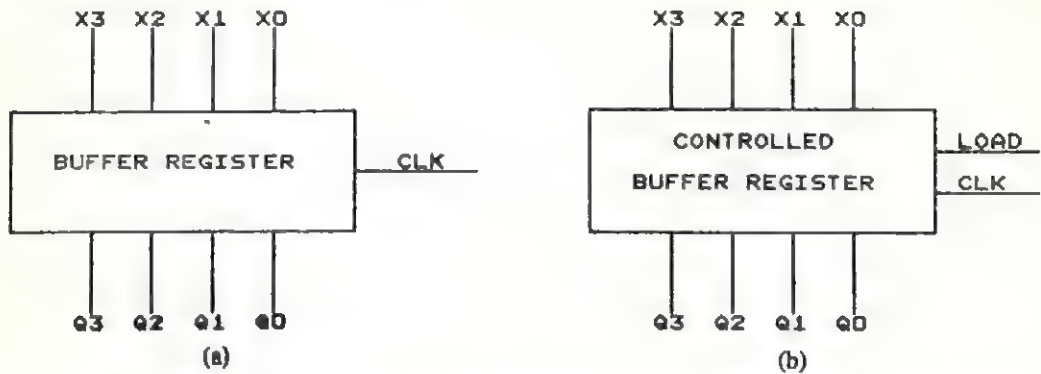 X3 X2 X1 X0
BUFFER REGISTER
CLK
Q3 Q2 Q1 Q0
(a)
X3 X2 X1 X0
CONTROLLED
BUFFER REGISTER
LOAD
CLK
Q3 Q2 Q1 Q0
(b)